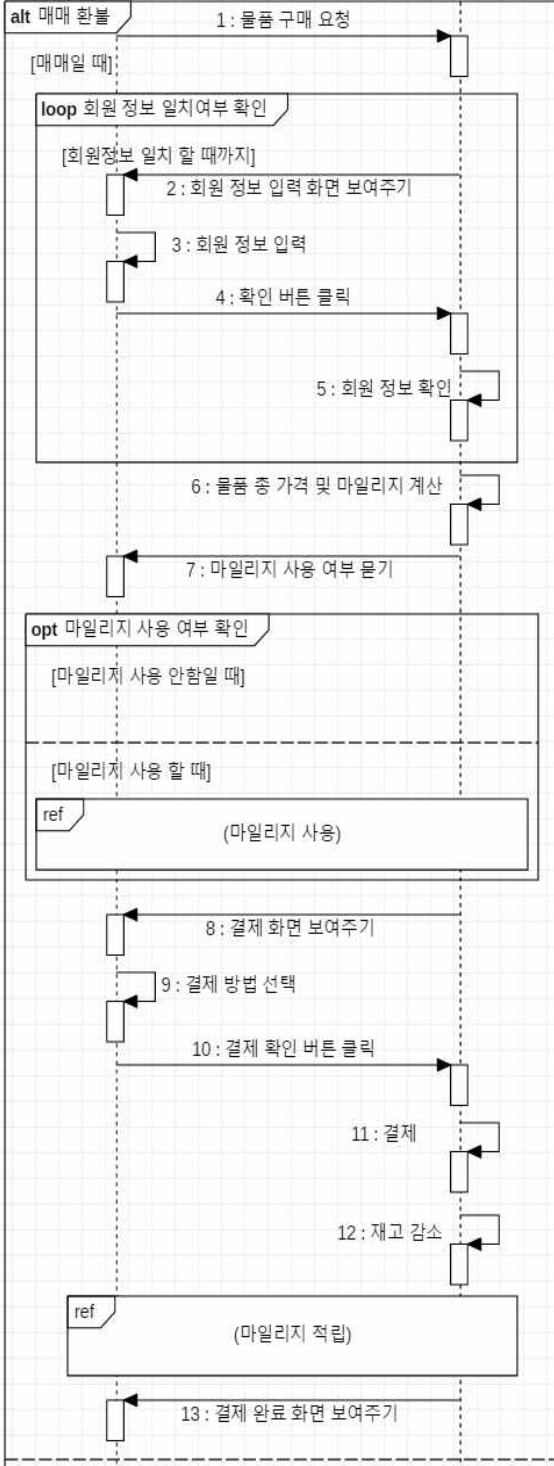 alt 매매 환불
1 : 물품 구매 요청
[매매일 때]
loop 회원 정보 일치여부 확인
[회원정보 일치 할 때까지]
2 : 회원 정보 입력 화면 보여주기
3 : 회원 정보 입력
4 : 확인 버튼 클릭
5 : 회원 정보 확인
6 : 물품 총 가격 및 마일리지 계산
7 : 마일리지 사용 여부 묻기
opt 마일리지 사용 여부 확인
[마일리지 사용 안함일 때]
[마일리지 사용 할 때]
ref
(마일리지 사용)
8 : 결제 화면 보여주기
9 : 결제 방법 선택
10 : 결제 확인 버튼 클릭
11 : 결제
12 : 재고 감소
ref
(마일리지 적립)
13 : 결제 완료 화면 보여주기